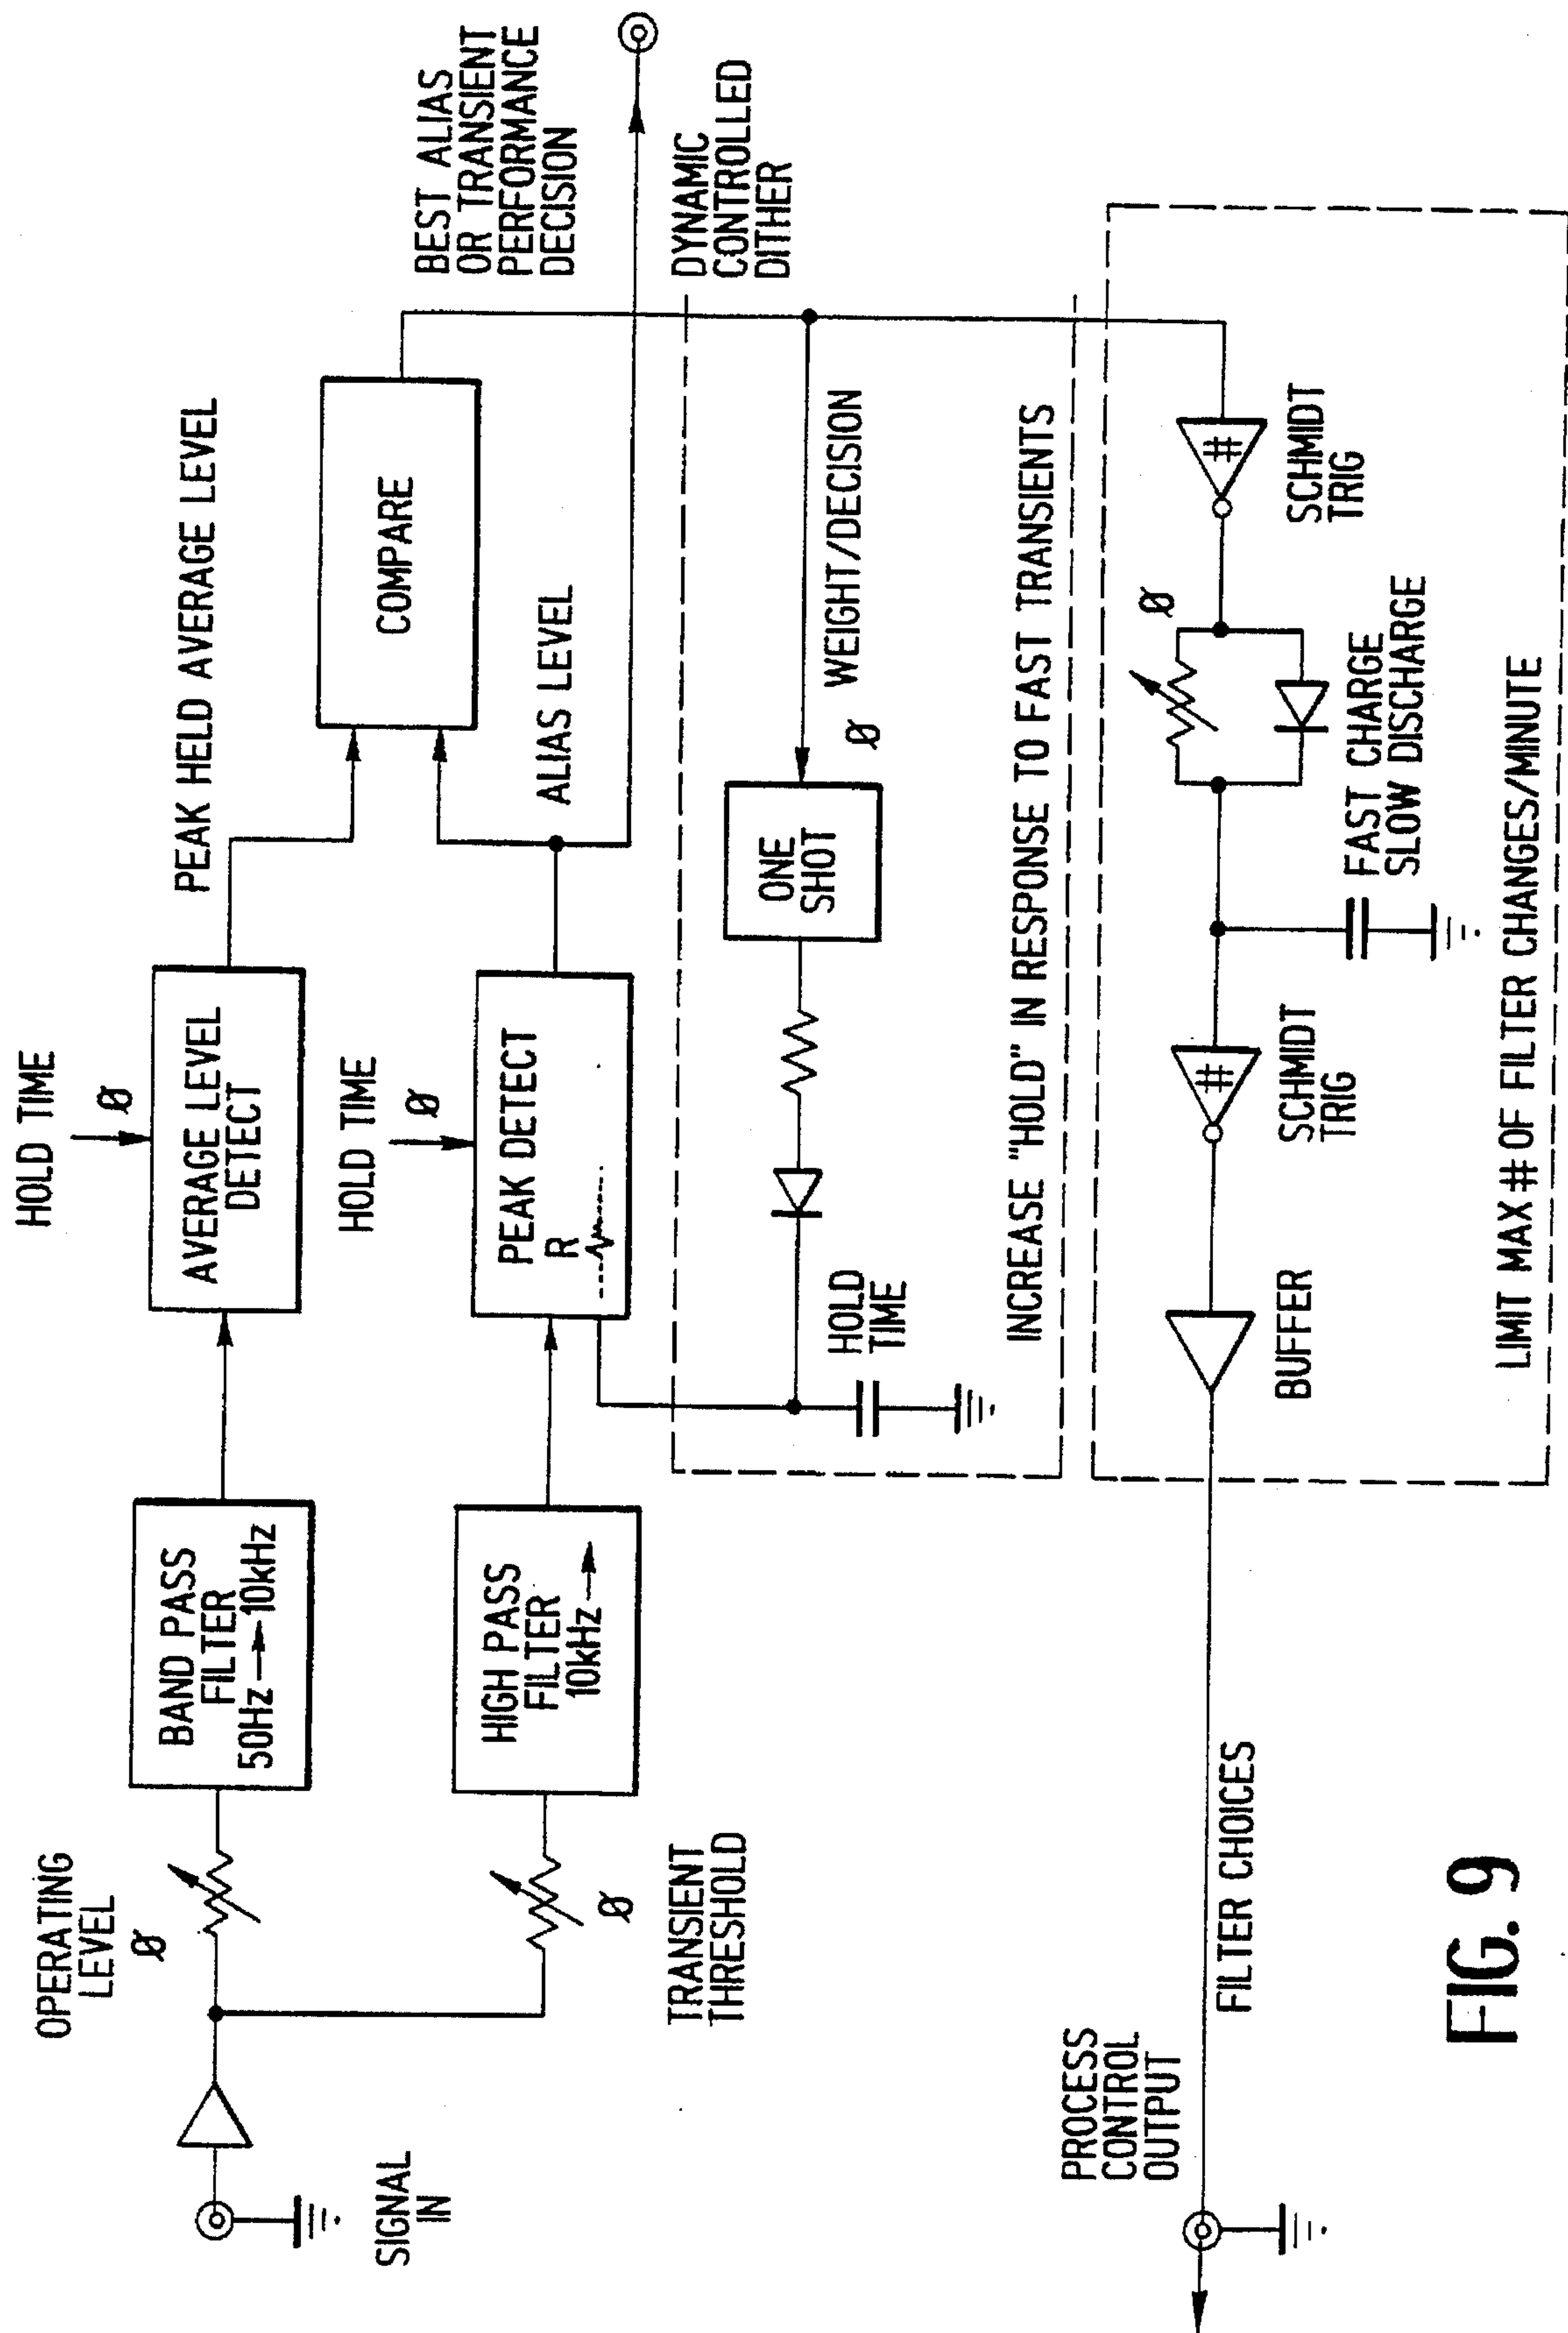 SIGNAL
IN
OPERATING
LEVEL
Ø
TRANSIENT
THRESHOLD
Ø
BAND PASS
FILTER
50Hz → 10kHz
HIGH PASS
FILTER
10kHz →
HOLD TIME
Ø
AVERAGE LEVEL
DETECT
HOLD TIME
Ø
PEAK DETECT
R
PEAK HELD AVERAGE LEVEL
COMPARE
ALIAS LEVEL
BEST ALIAS
OR TRANSIENT
PERFORMANCE
DECISION
DYNAMIC
CONTROLLED
DITHER
HOLD
TIME
ONE
SHOT
WEIGHT/DECISION
Ø
INCREASE "HOLD" IN RESPONSE TO FAST TRANSIENTS
PROCESS
CONTROL
OUTPUT
FILTER CHOICES
BUFFER
#
SCHMIDT
TRIG
FAST CHARGE
SLOW DISCHARGE
Ø
#
SCHMIDT
TRIG
LIMIT MAX # OF FILTER CHANGES/MINUTE
FIG. 9